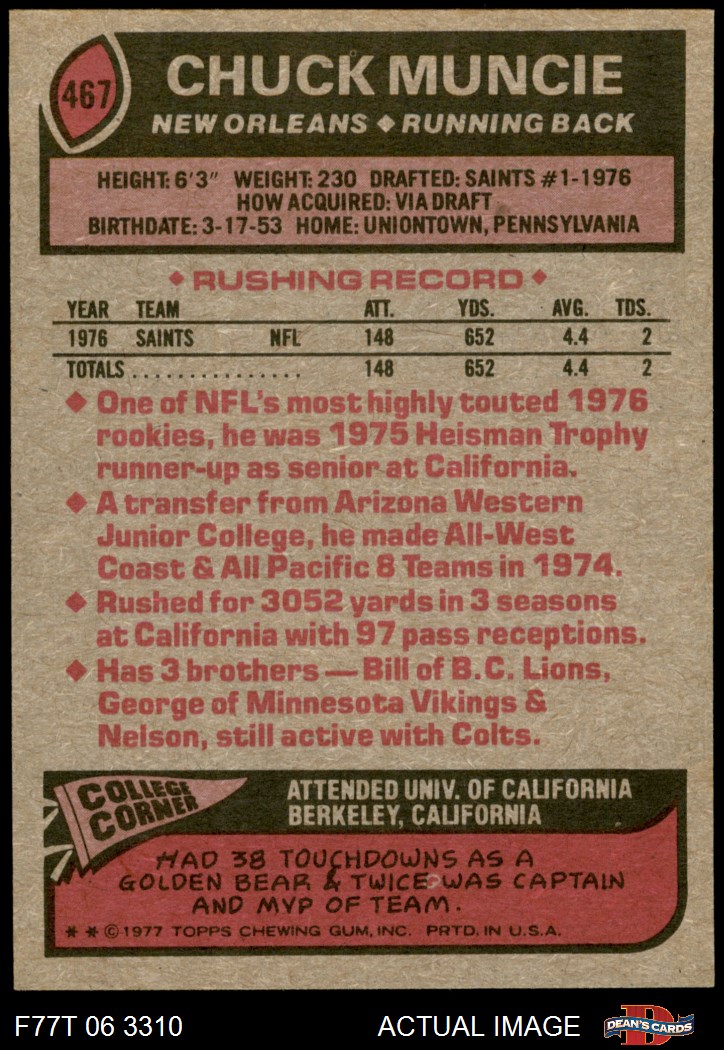 467
CHUCK MUNCIE
NEW ORLEANS ◆ RUNNING BACK
HEIGHT: 6'3" WEIGHT: 230 DRAFTED: SAINTS #1-1976
HOW ACQUIRED: VIA DRAFT
BIRTHDATE: 3-17-53 HOME: UNIONTOWN, PENNSYLVANIA
◆ RUSHING RECORD ◆
YEAR TEAM ATT. YDS. AVG. TDS.
1976 SAINTS NFL 148 652 4.4 2
TOTALS ................ 148 652 4.4 2
◆ One of NFL's most highly touted 1976
rookies, he was 1975 Heisman Trophy
runner-up as senior at California.
◆ A transfer from Arizona Western
Junior College, he made All-West
Coast & All Pacific 8 Teams in 1974.
◆ Rushed for 3052 yards in 3 seasons
at California with 97 pass receptions.
◆ Has 3 brothers — Bill of B.C. Lions,
George of Minnesota Vikings &
Nelson, still active with Colts.
COLLEGE
CORNER
ATTENDED UNIV. OF CALIFORNIA
BERKELEY, CALIFORNIA
HAD 38 TOUCHDOWNS AS A
GOLDEN BEAR & TWICE WAS CAPTAIN
AND MVP OF TEAM.
* * © 1977 TOPPS CHEWING GUM, INC. PRTD. IN U.S.A.
F77T 06 3310 ACTUAL IMAGE
D
DEAN'S CARDS